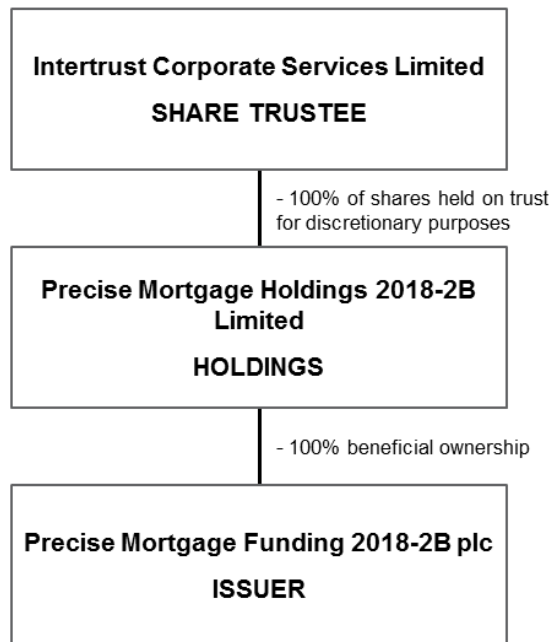 Intertrust Corporate Services Limited
SHARE TRUSTEE
- 100% of shares held on trust
for discretionary purposes
Precise Mortgage Holdings 2018-2B
Limited
HOLDINGS
- 100% beneficial ownership
Precise Mortgage Funding 2018-2B plc
ISSUER